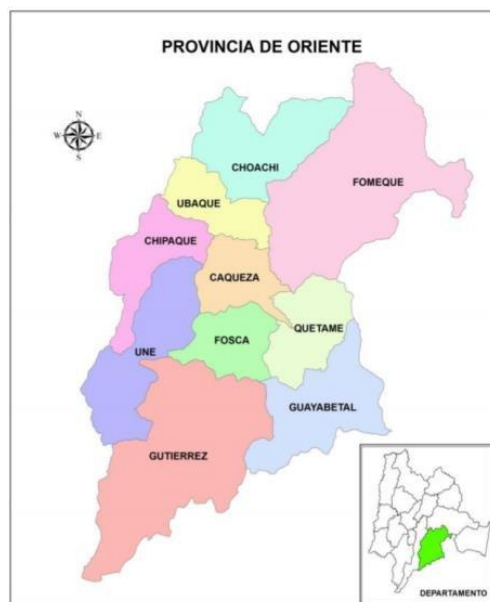 PROVINCIA DE ORIENTE
N
W E
S
CHOACHI
FOMEQUE
UBAQUE
CHIPAQUE
CAQUEZA
QUETAME
FOSCA
UNE
GUAYABETAL
GUTIERREZ
DEPARTAMENTO